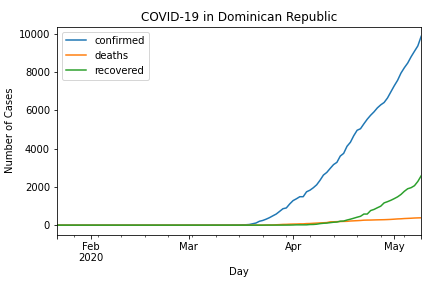 COVID-19 in Dominican Republic
confirmed
deaths
recovered
10000
8000
6000
4000
2000
0
Number of Cases
Feb
2020
Mar
Apr
May
Day